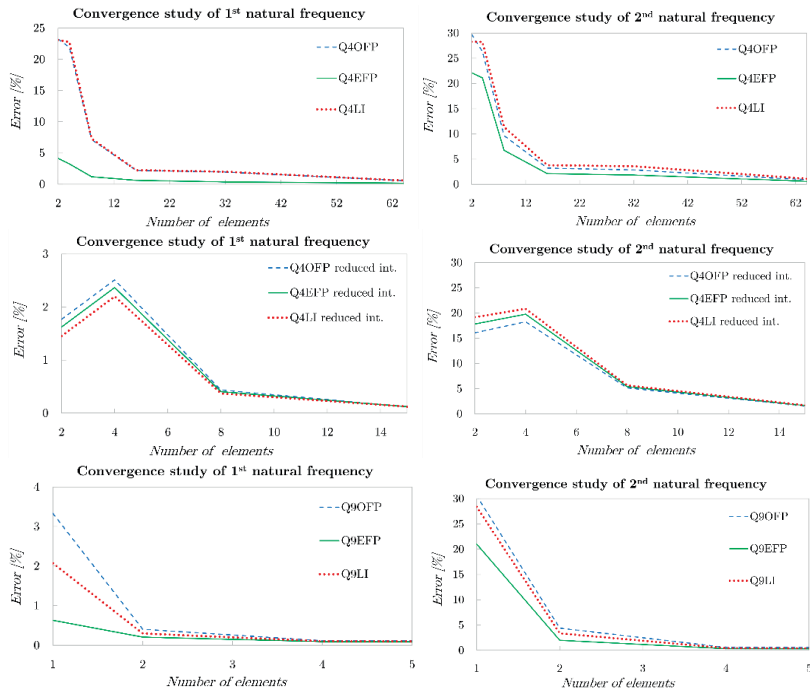 Convergence study of 1st natural frequency
Error [%]
25
20
15
10
5
0
Q4OFP
Q4EFP
Q4LI
2 12 22 32 42 52 62
Number of elements
Convergence study of 2nd natural frequency
Error [%]
30
25
20
15
10
5
0
Q4OFP
Q4EFP
Q4LI
2 12 22 32 42 52 62
Number of elements
Convergence study of 1st natural frequency
Error [%]
3
2
1
0
Q4OFP reduced int.
Q4EFP reduced int.
Q4LI reduced int.
2 4 6 8 10 12 14
Number of elements
Convergence study of 2nd natural frequency
Error [%]
30
25
20
15
10
5
0
Q4OFP reduced int.
Q4EFP reduced int.
Q4LI reduced int.
2 4 6 8 10 12 14
Number of elements
Convergence study of 1st natural frequency
Error [%]
4
3
2
1
0
Q9OFP
Q9EFP
Q9LI
1 2 3 4 5
Number of elements
Convergence study of 2nd natural frequency
Error [%]
30
25
20
15
10
5
0
Q9OFP
Q9EFP
Q9LI
1 2 3 4 5
Number of elements